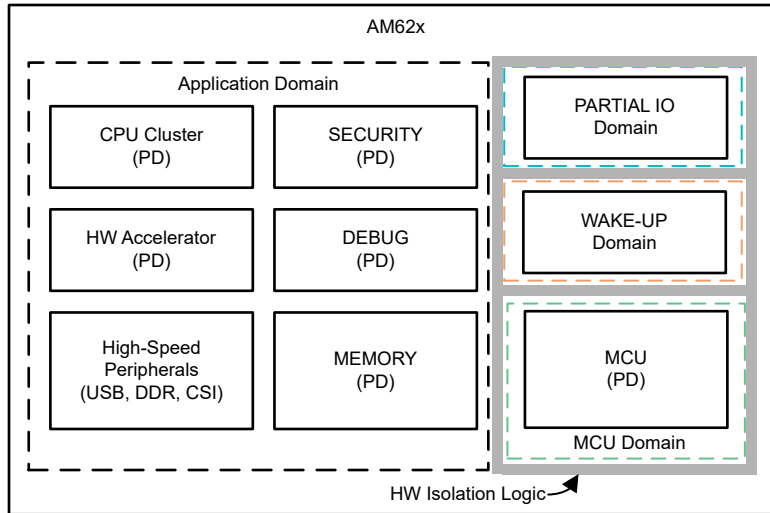 AM62x
Application Domain
CPU Cluster
(PD)
SECURITY
(PD)
HW Accelerator
(PD)
DEBUG
(PD)
High-Speed
Peripherals
(USB, DDR, CSI)
MEMORY
(PD)
PARTIAL IO
Domain
WAKE-UP
Domain
MCU
(PD)
MCU Domain
HW Isolation Logic